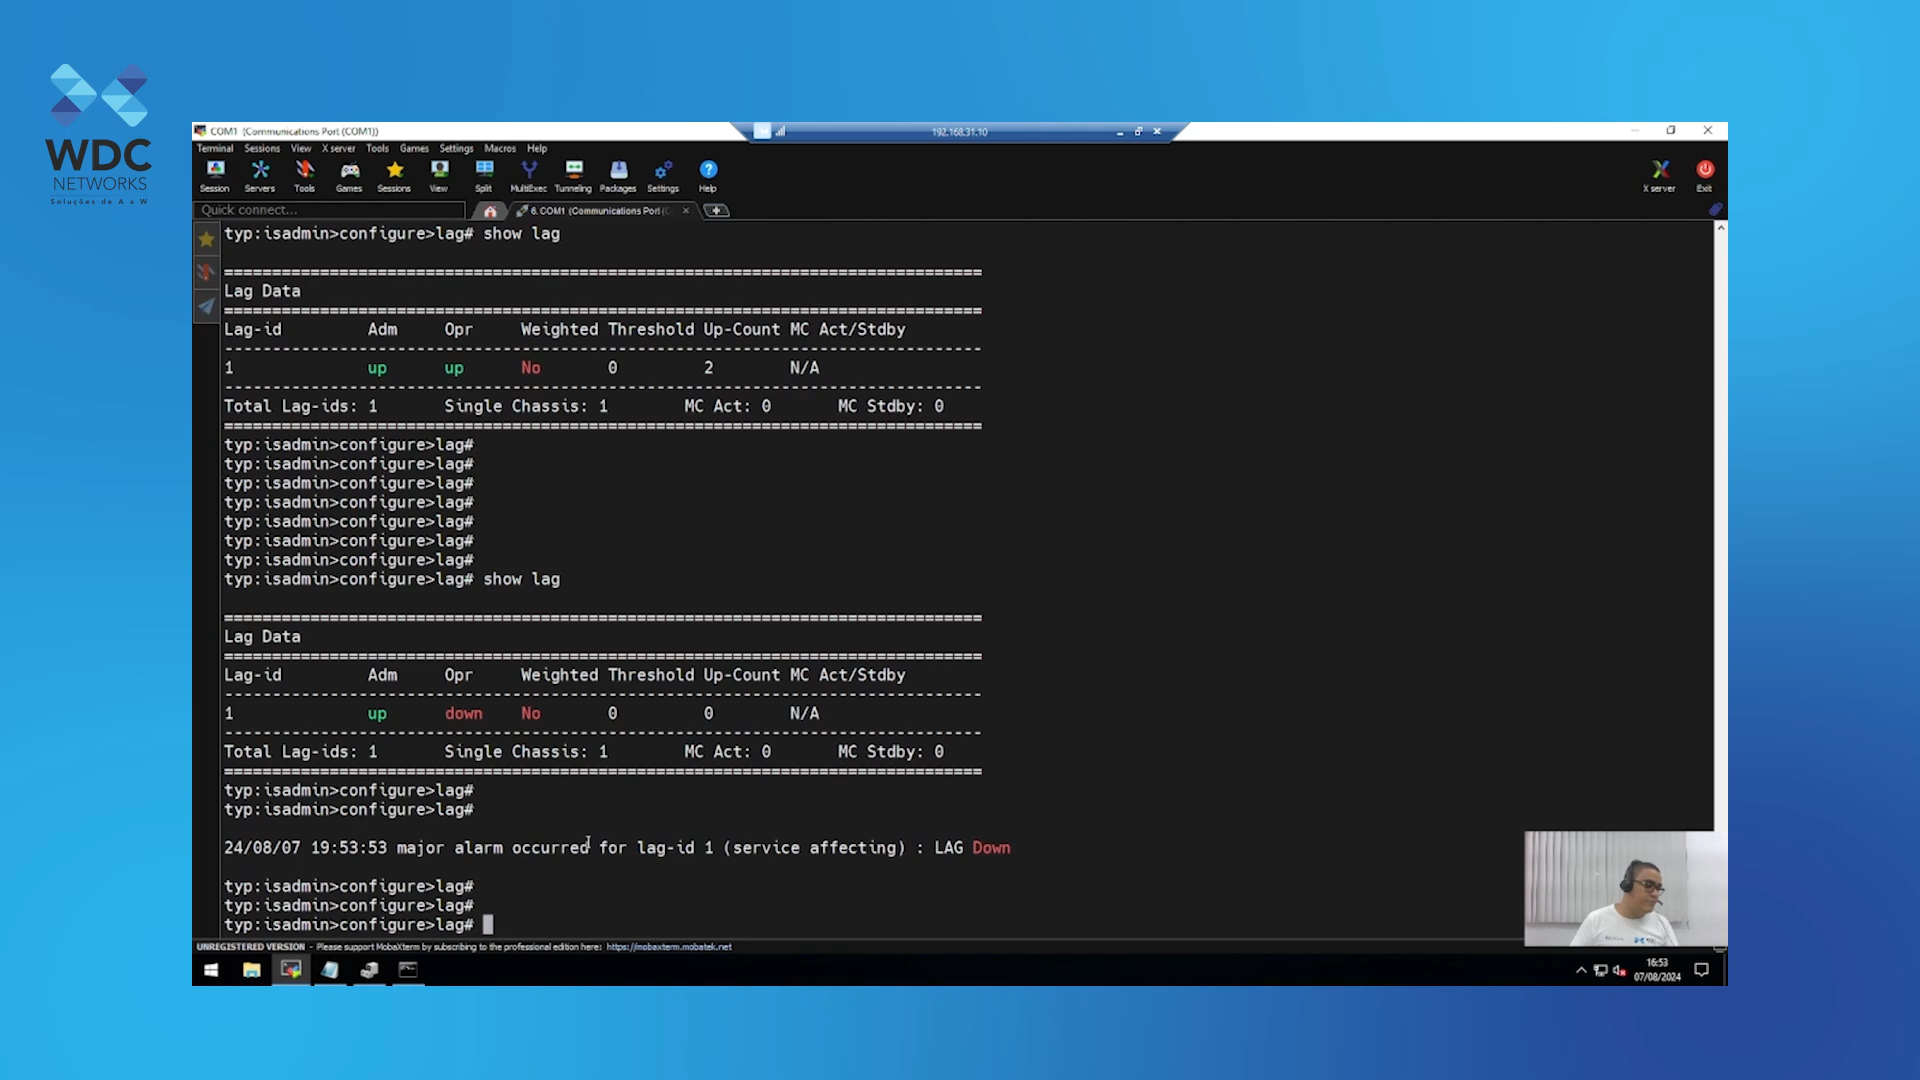 WDC
NETWORKS
Soluções de A a W
COM1 (Communications Port (COM1))
192.168.31.10
Terminal Sessions View X server Tools Games Settings Macros Help
Session Servers Tools Games Sessions View Split MultiExec Tunneling Packages Settings Help X server Exit
Quick connect...
6. COM1 (Communications Port (C
typ:isadmin>configure>lag# show lag
===============================================================================
Lag Data
===============================================================================
Lag-id Adm Opr Weighted Threshold Up-Count MC Act/Stdby
-------------------------------------------------------------------------------
1 up up No 0 2 N/A
-------------------------------------------------------------------------------
Total Lag-ids: 1 Single Chassis: 1 MC Act: 0 MC Stdby: 0
===============================================================================
typ:isadmin>configure>lag#
typ:isadmin>configure>lag#
typ:isadmin>configure>lag#
typ:isadmin>configure>lag#
typ:isadmin>configure>lag#
typ:isadmin>configure>lag#
typ:isadmin>configure>lag#
typ:isadmin>configure>lag# show lag
===============================================================================
Lag Data
===============================================================================
Lag-id Adm Opr Weighted Threshold Up-Count MC Act/Stdby
-------------------------------------------------------------------------------
1 up down No 0 0 N/A
-------------------------------------------------------------------------------
Total Lag-ids: 1 Single Chassis: 1 MC Act: 0 MC Stdby: 0
===============================================================================
typ:isadmin>configure>lag#
typ:isadmin>configure>lag#
24/08/07 19:53:53 major alarm occurred for lag-id 1 (service affecting) : LAG Down
typ:isadmin>configure>lag#
typ:isadmin>configure>lag#
typ:isadmin>configure>lag#
UNREGISTERED VERSION - Please support MobaXterm by subscribing to the professional edition here: https://mobaxterm.mobatek.net
16:53
07/08/2024